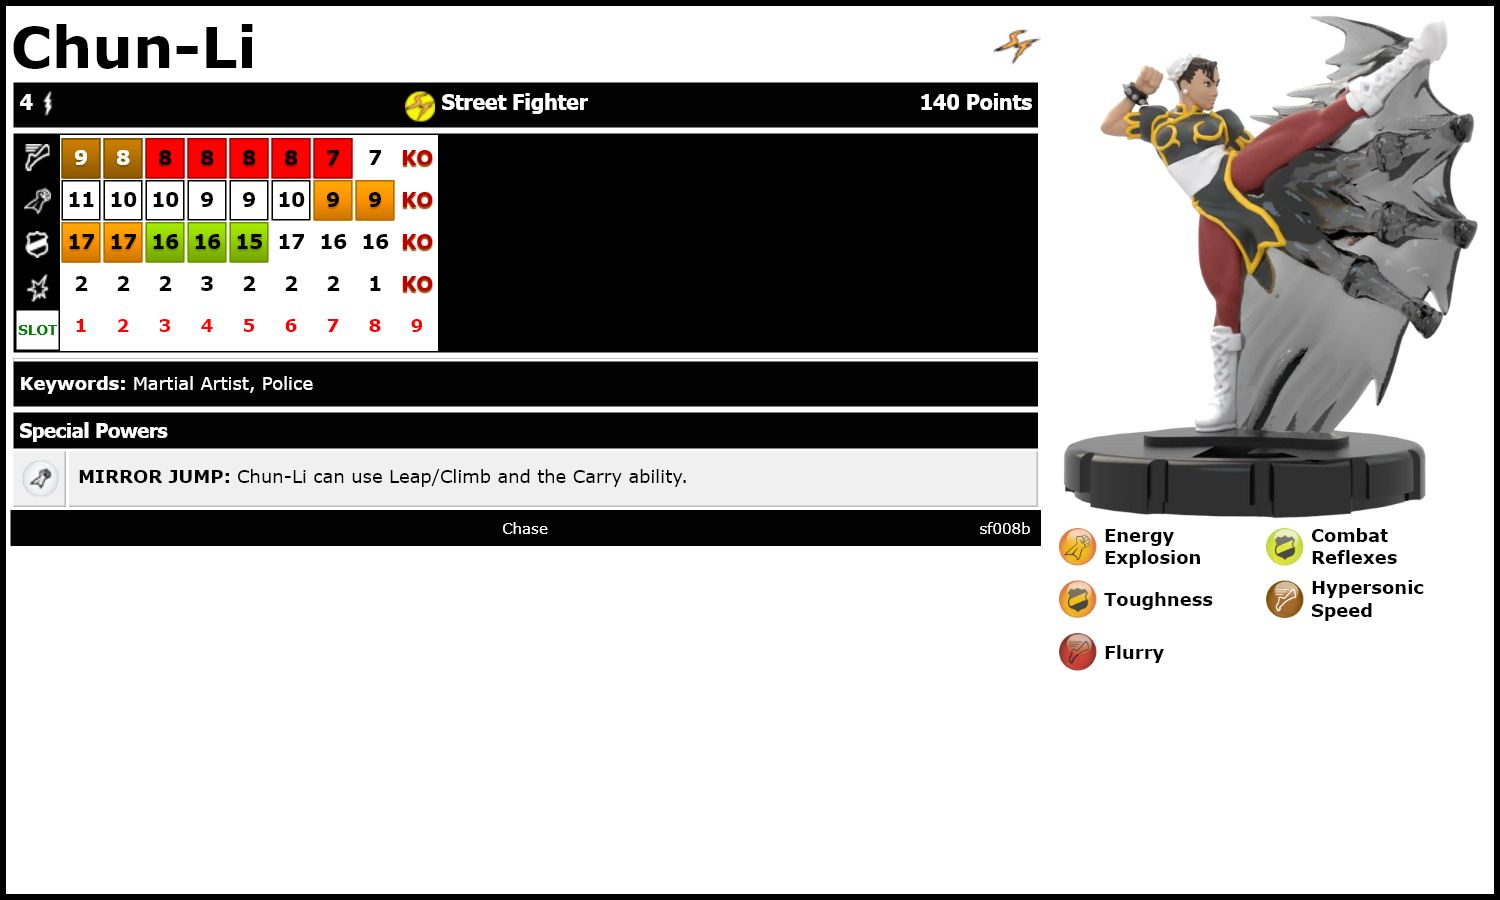 Chun-Li
4 Street Fighter 140 Points
9 8 8 8 8 8 7 7 KO
11 10 10 9 9 10 9 9 KO
17 17 16 16 15 17 16 16 KO
2 2 2 3 2 2 2 1 KO
SLOT 1 2 3 4 5 6 7 8 9
Keywords: Martial Artist, Police
Special Powers
MIRROR JUMP: Chun-Li can use Leap/Climb and the Carry ability.
Chase sf008b
Energy
Explosion
Combat
Reflexes
Toughness
Hypersonic
Speed
Flurry